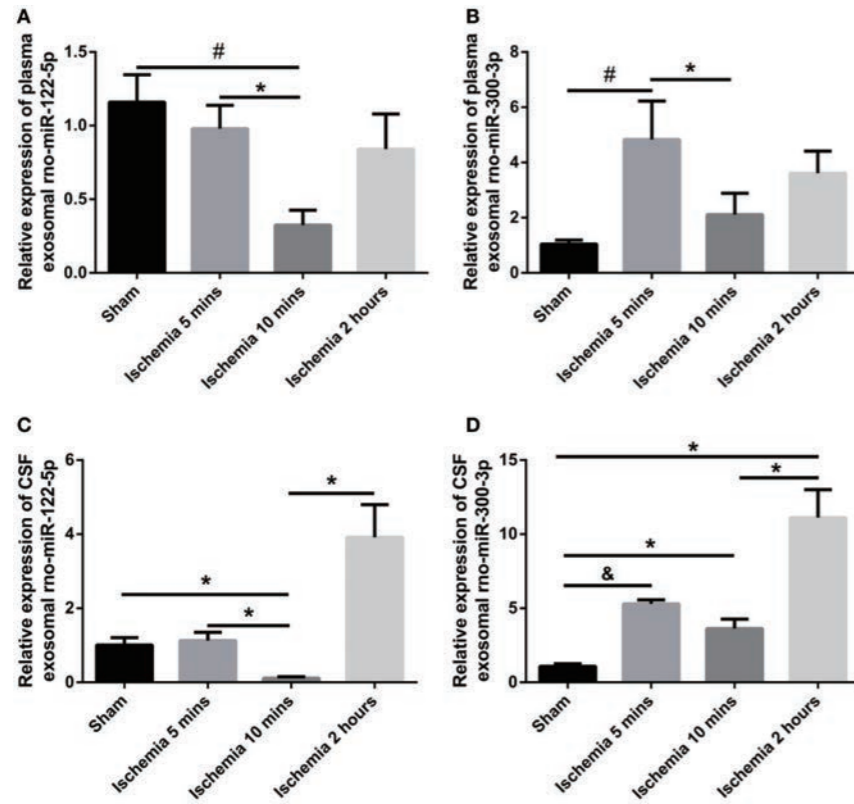 A
Relative expression of plasma
exosomal rno-miR-122-5p
1.5
1.0
0.5
0.0
#
*
Sham
Ischemia 5 mins
Ischemia 10 mins
Ischemia 2 hours
B
Relative expression of plasma
exosomal rno-miR-300-3p
8
6
4
2
0
#
*
Sham
Ischemia 5 mins
Ischemia 10 mins
Ischemia 2 hours
C
Relative expression of CSF
exosomal rno-miR-122-5p
6
4
2
0
*
*
*
Sham
Ischemia 5 mins
Ischemia 10 mins
Ischemia 2 hours
D
Relative expression of CSF
exosomal rno-miR-300-3p
15
10
5
0
*
*
*
&
Sham
Ischemia 5 mins
Ischemia 10 mins
Ischemia 2 hours